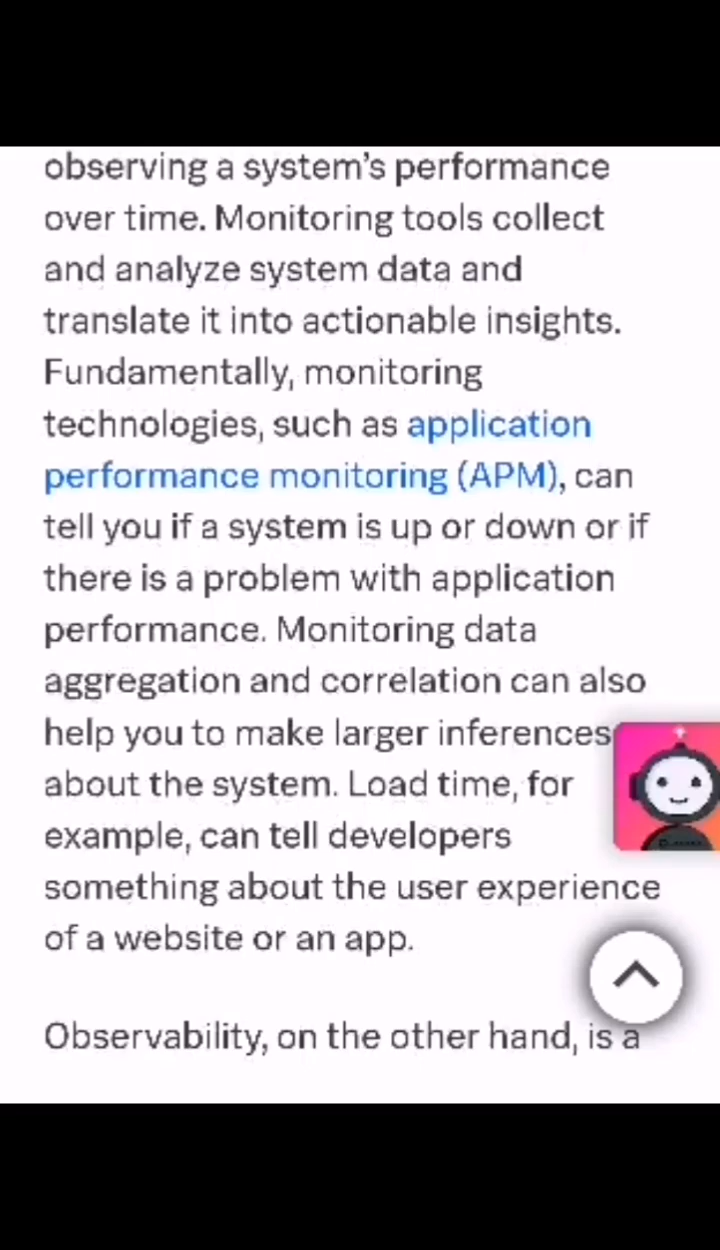 observing a system's performance
over time. Monitoring tools collect
and analyze system data and
translate it into actionable insights.
Fundamentally, monitoring
technologies, such as application
performance monitoring (APM), can
tell you if a system is up or down or if
there is a problem with application
performance. Monitoring data
aggregation and correlation can also
help you to make larger inferences
about the system. Load time, for
example, can tell developers
something about the user experience
of a website or an app.
Observability, on the other hand, is a